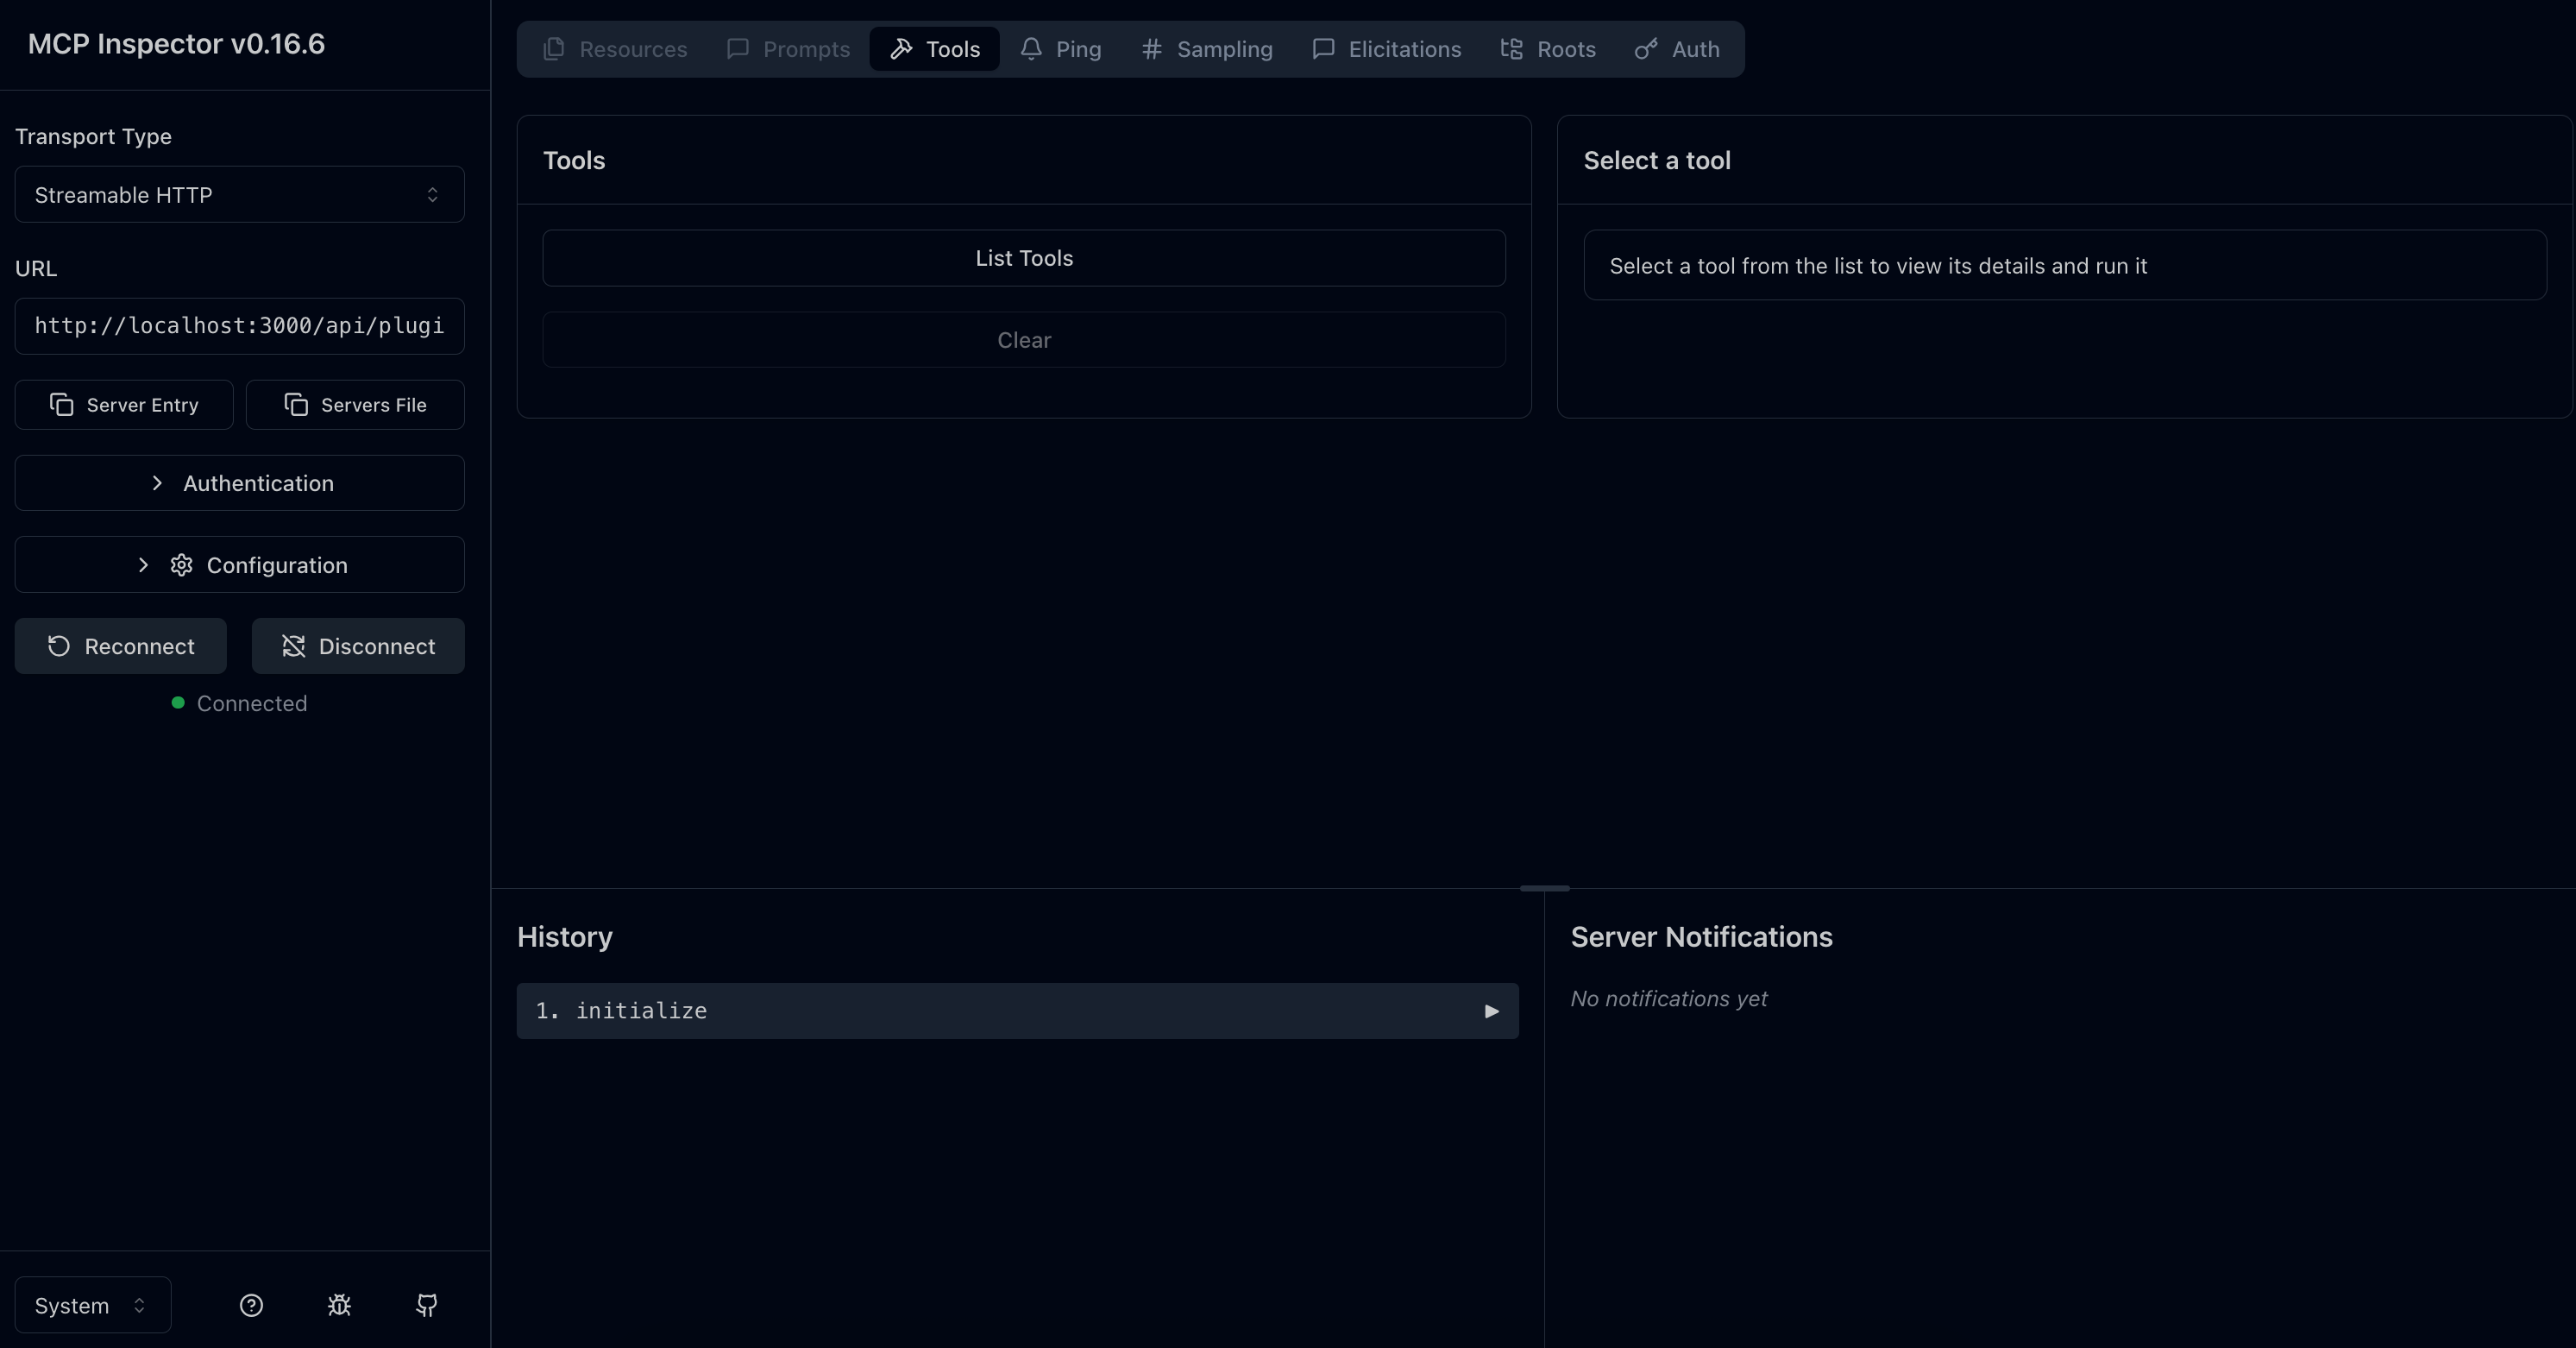 MCP Inspector v0.16.6
Transport Type
Streamable HTTP
URL
http://localhost:3000/api/plugi
Server Entry
Servers File
Authentication
Configuration
Reconnect
Disconnect
Connected
System
Resources
Prompts
Tools
Ping
Sampling
Elicitations
Roots
Auth
Tools
List Tools
Clear
Select a tool
Select a tool from the list to view its details and run it
History
1. initialize
Server Notifications
No notifications yet